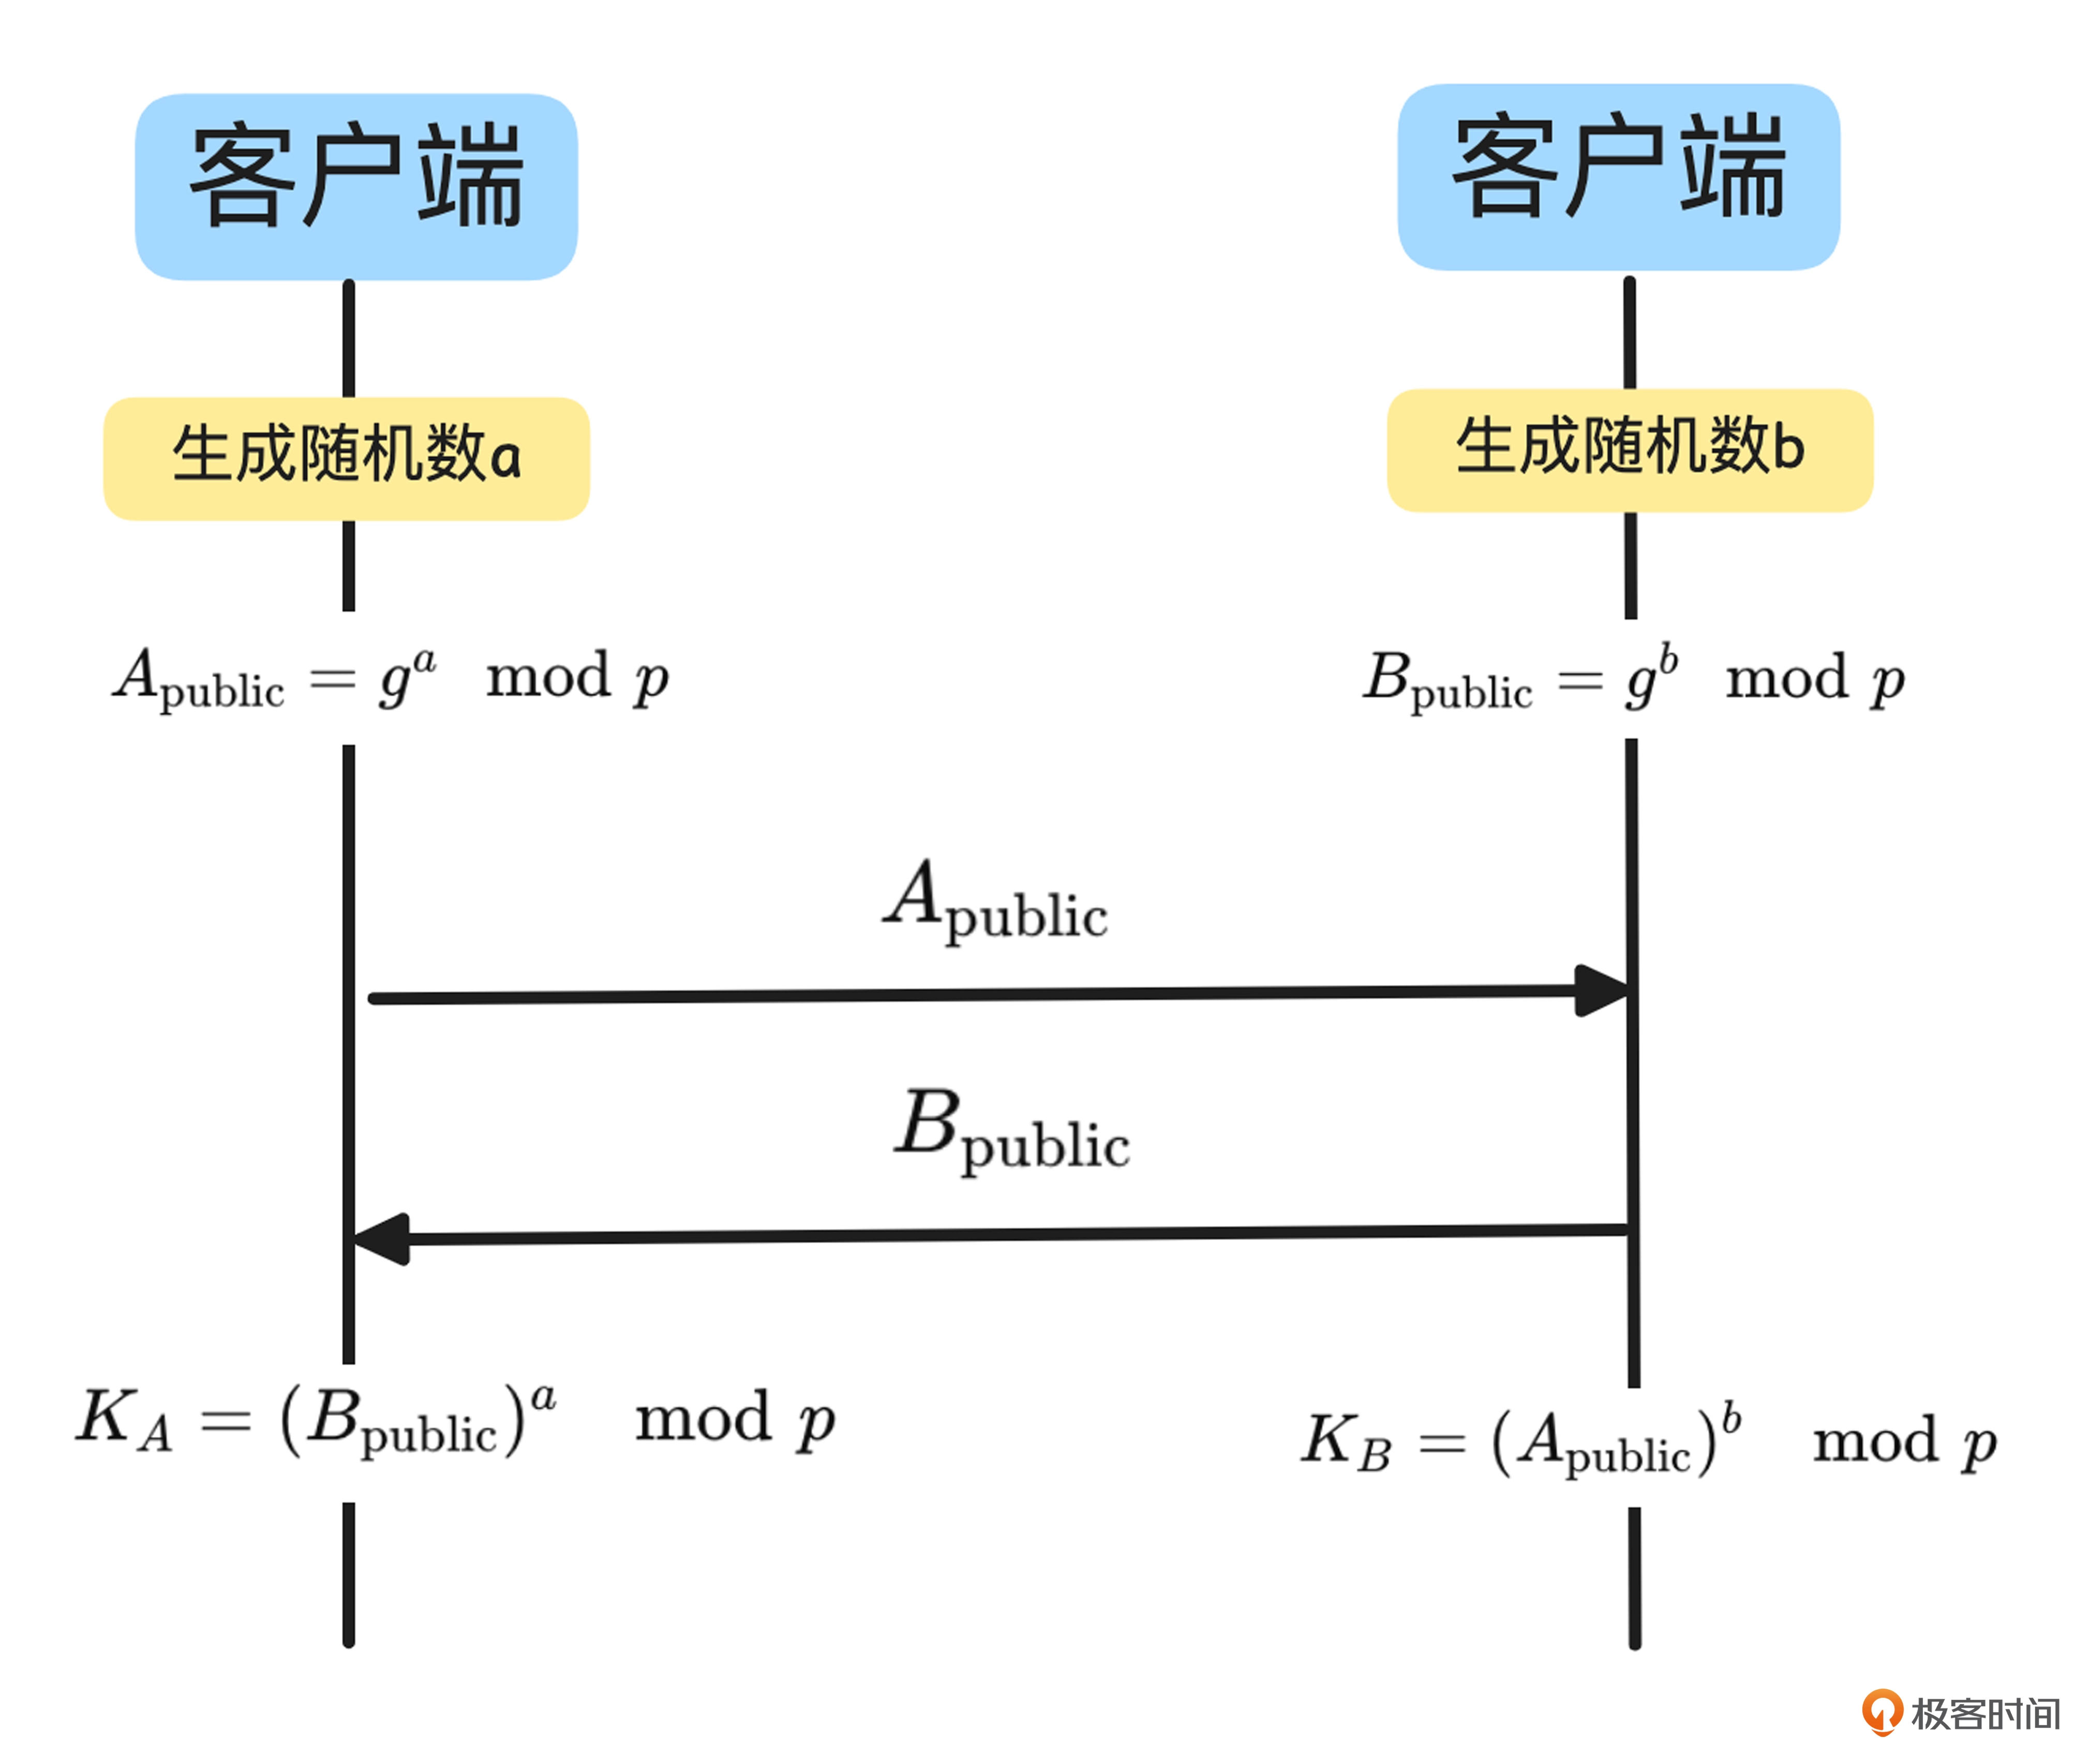 客户端
客户端
生成随机数a
生成随机数b
A_public = g^a mod p
B_public = g^b mod p
A_public
B_public
K_A = (B_public)^a mod p
K_B = (A_public)^b mod p
极客时间